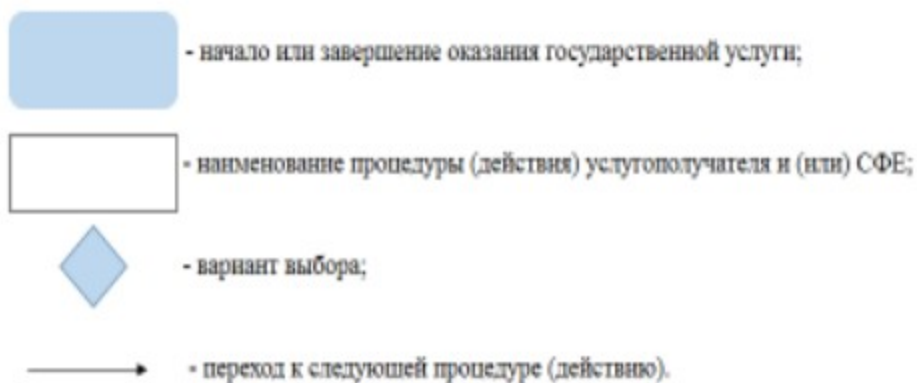 - начало или завершение оказания государственной услуги;
- наименование процедуры (действия) услугополучателя и (или) СФЕ;
- вариант выбора;
- переход к следующей процедуре (действию).